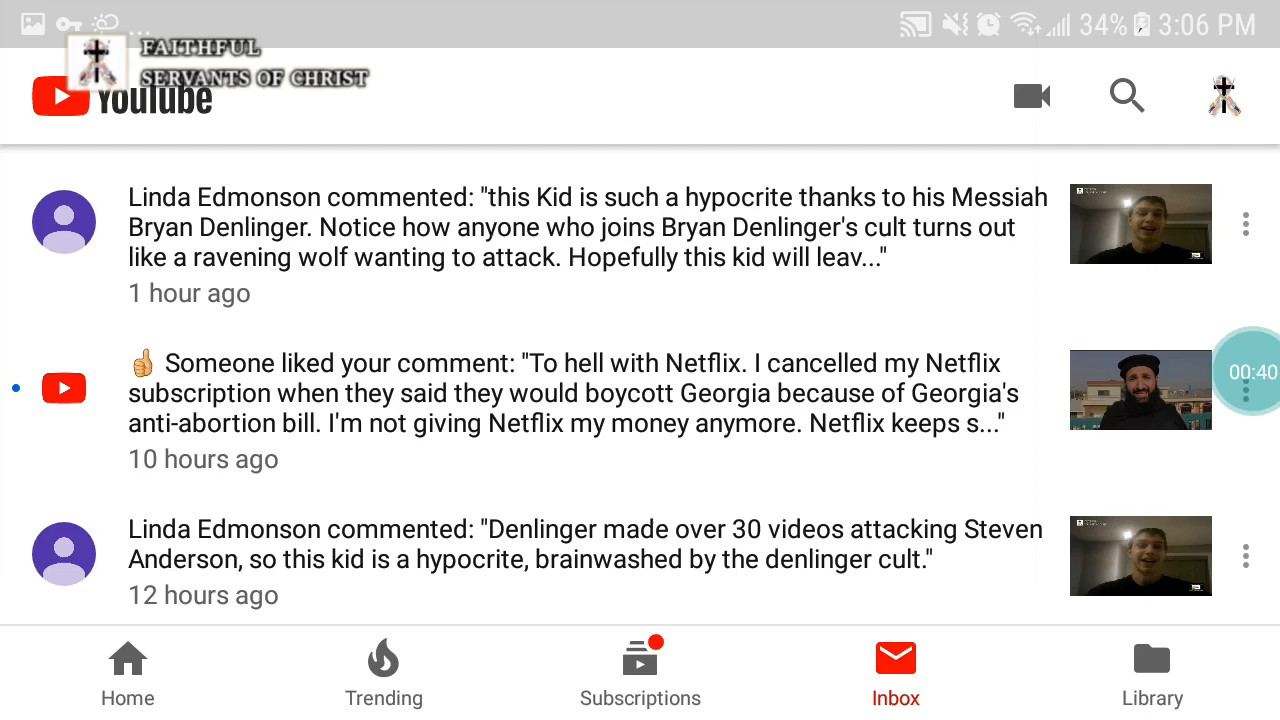 34% 3:06 PM
FAITHFUL
SERVANTS OF CHRIST
YouTube
Linda Edmonson commented: "this Kid is such a hypocrite thanks to his Messiah
Bryan Denlinger. Notice how anyone who joins Bryan Denlinger's cult turns out
like a ravening wolf wanting to attack. Hopefully this kid will leav..."
1 hour ago
👍 Someone liked your comment: "To hell with Netflix. I cancelled my Netflix
subscription when they said they would boycott Georgia because of Georgia's
anti-abortion bill. I'm not giving Netflix my money anymore. Netflix keeps s..."
10 hours ago
00:40
Linda Edmonson commented: "Denlinger made over 30 videos attacking Steven
Anderson, so this kid is a hypocrite, brainwashed by the denlinger cult."
12 hours ago
Home Trending Subscriptions Inbox Library